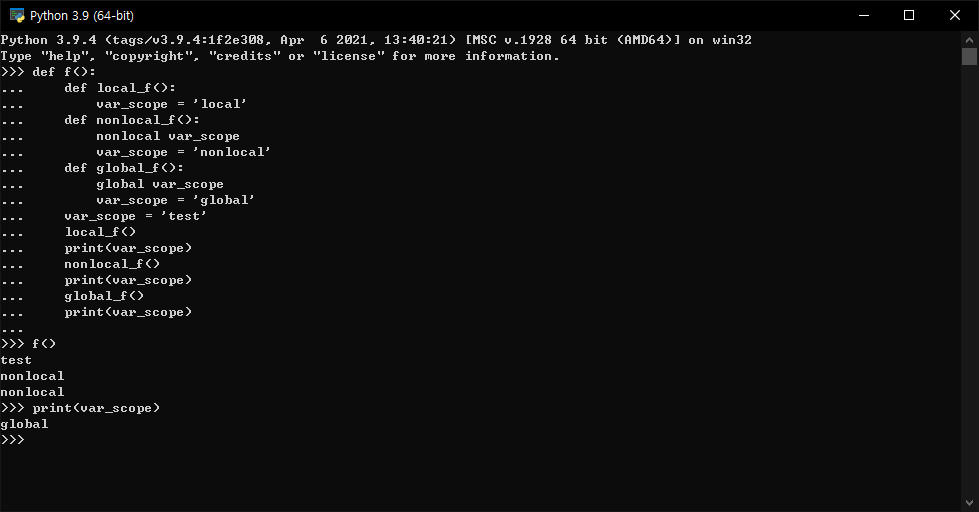 Python 3.9 (64-bit)
Python 3.9.4 (tags/v3.9.4:1f2e308, Apr  6 2021, 13:40:21) [MSC v.1928 64 bit (AMD64)] on win32
Type "help", "copyright", "credits" or "license" for more information.
>>> def f():
...     def local_f():
...         var_scope = 'local'
...     def nonlocal_f():
...         nonlocal var_scope
...         var_scope = 'nonlocal'
...     def global_f():
...         global var_scope
...         var_scope = 'global'
...     var_scope = 'test'
...     local_f()
...     print(var_scope)
...     nonlocal_f()
...     print(var_scope)
...     global_f()
...     print(var_scope)
...
>>> f()
test
nonlocal
nonlocal
>>> print(var_scope)
global
>>>